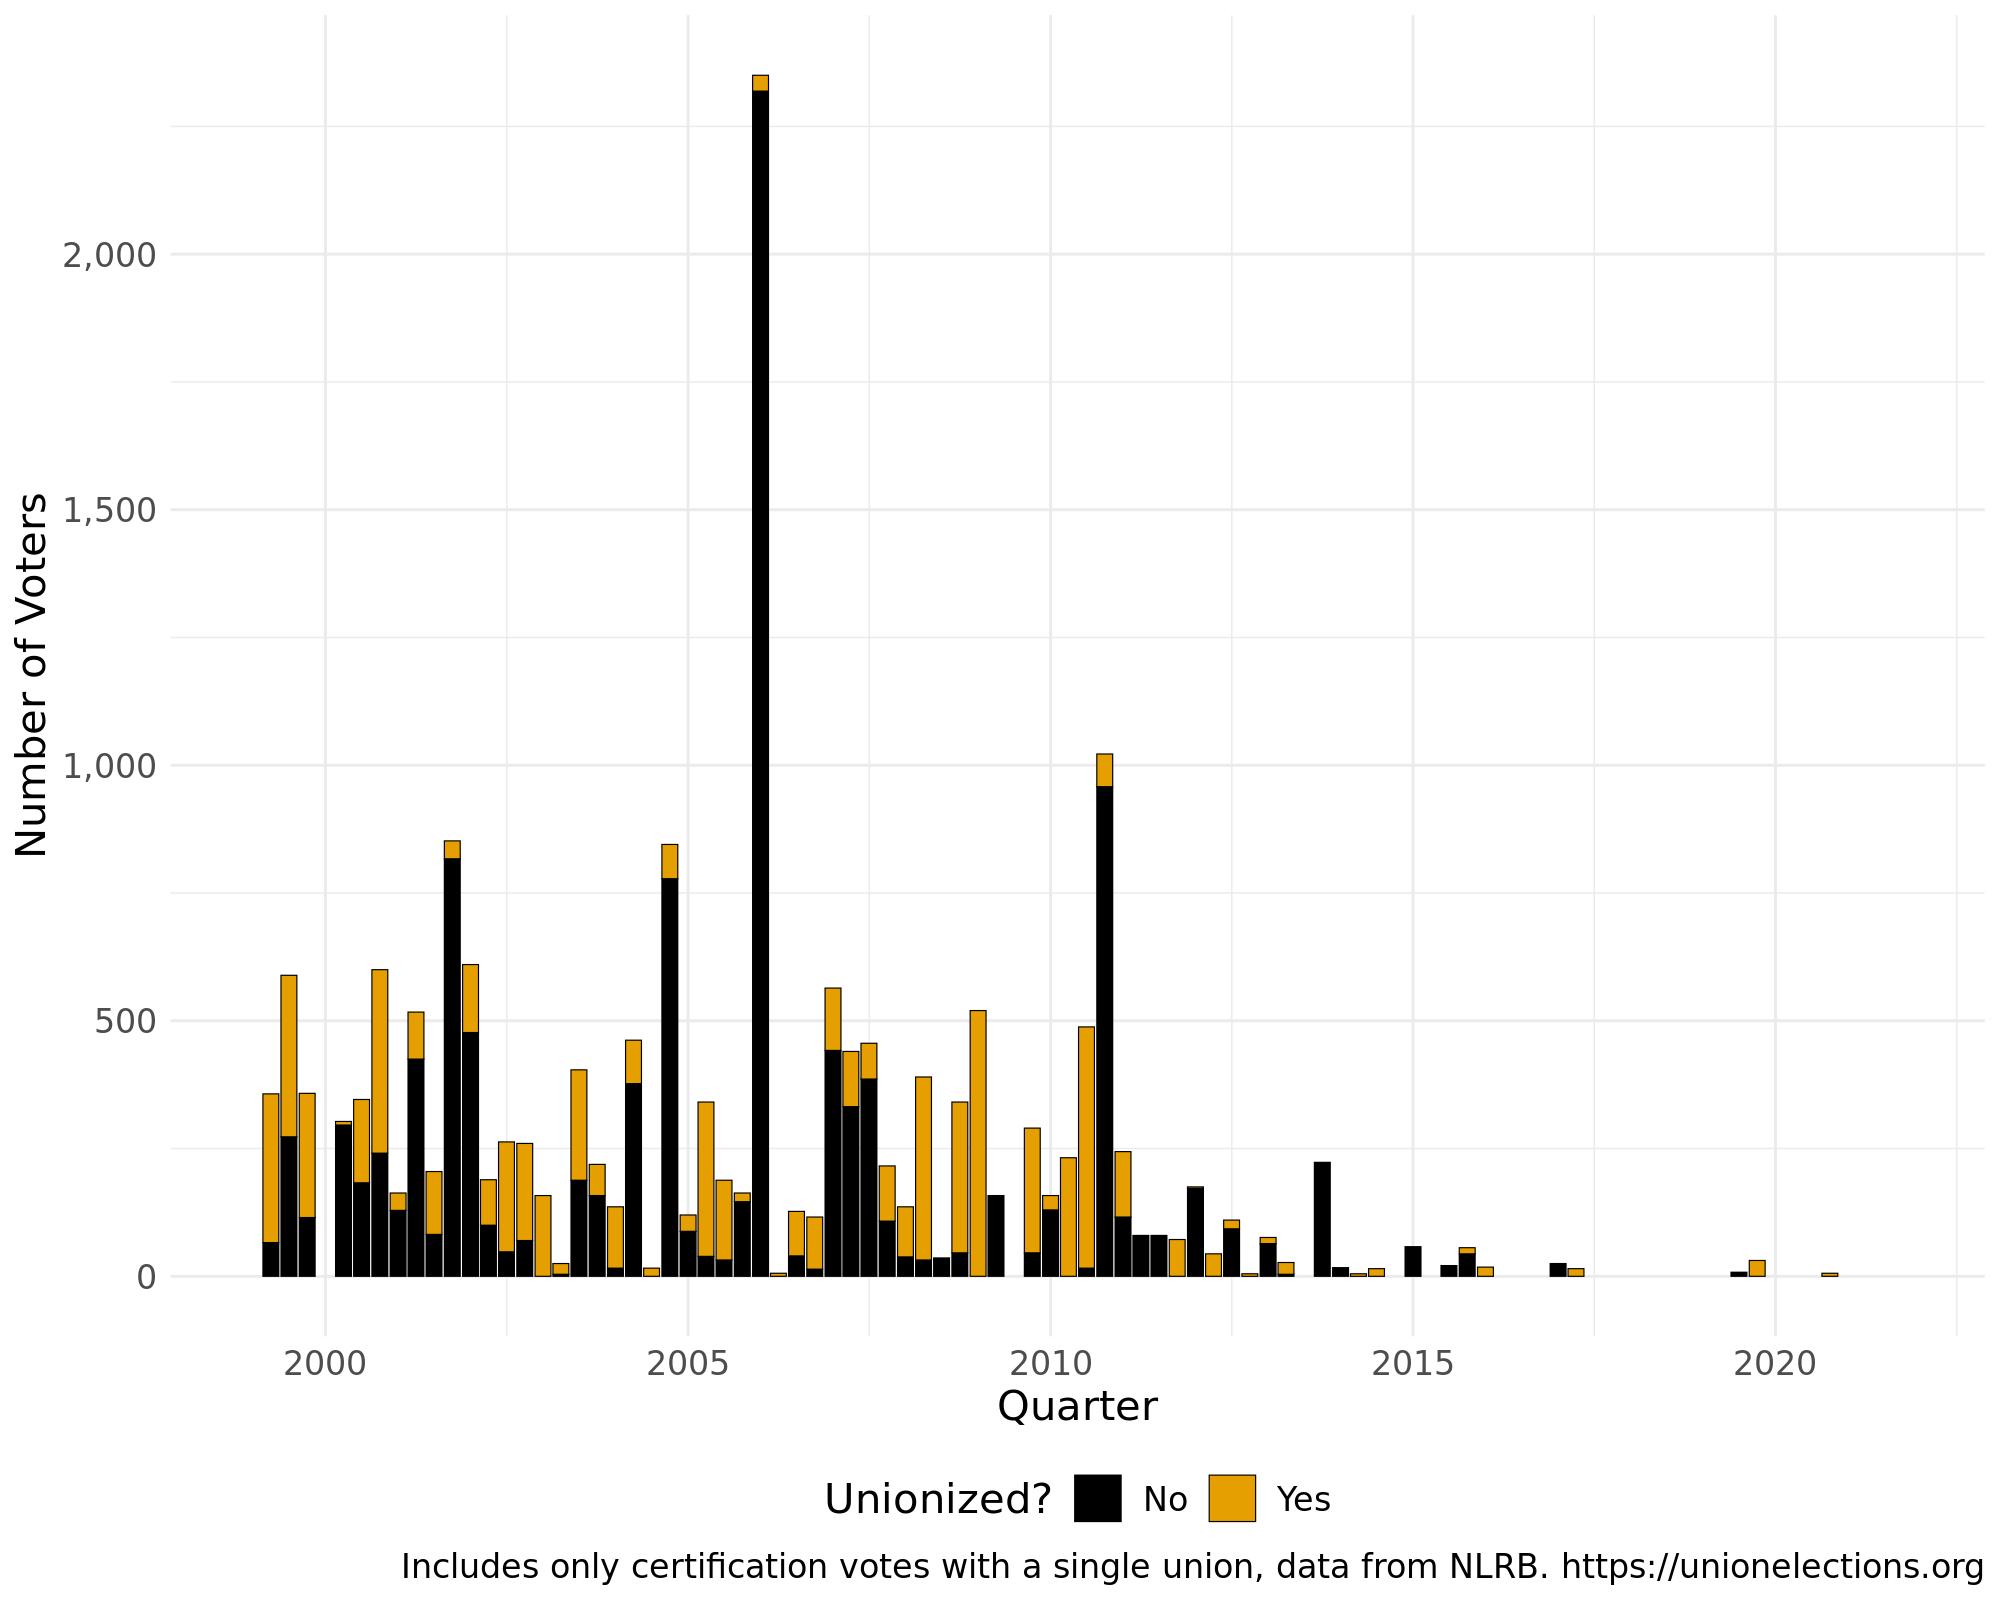 2,000
1,500
1,000
500
0
Number of Voters
2000 2005 2010 2015 2020
Quarter
Unionized? No Yes
Includes only certification votes with a single union, data from NLRB. https://unionelections.org